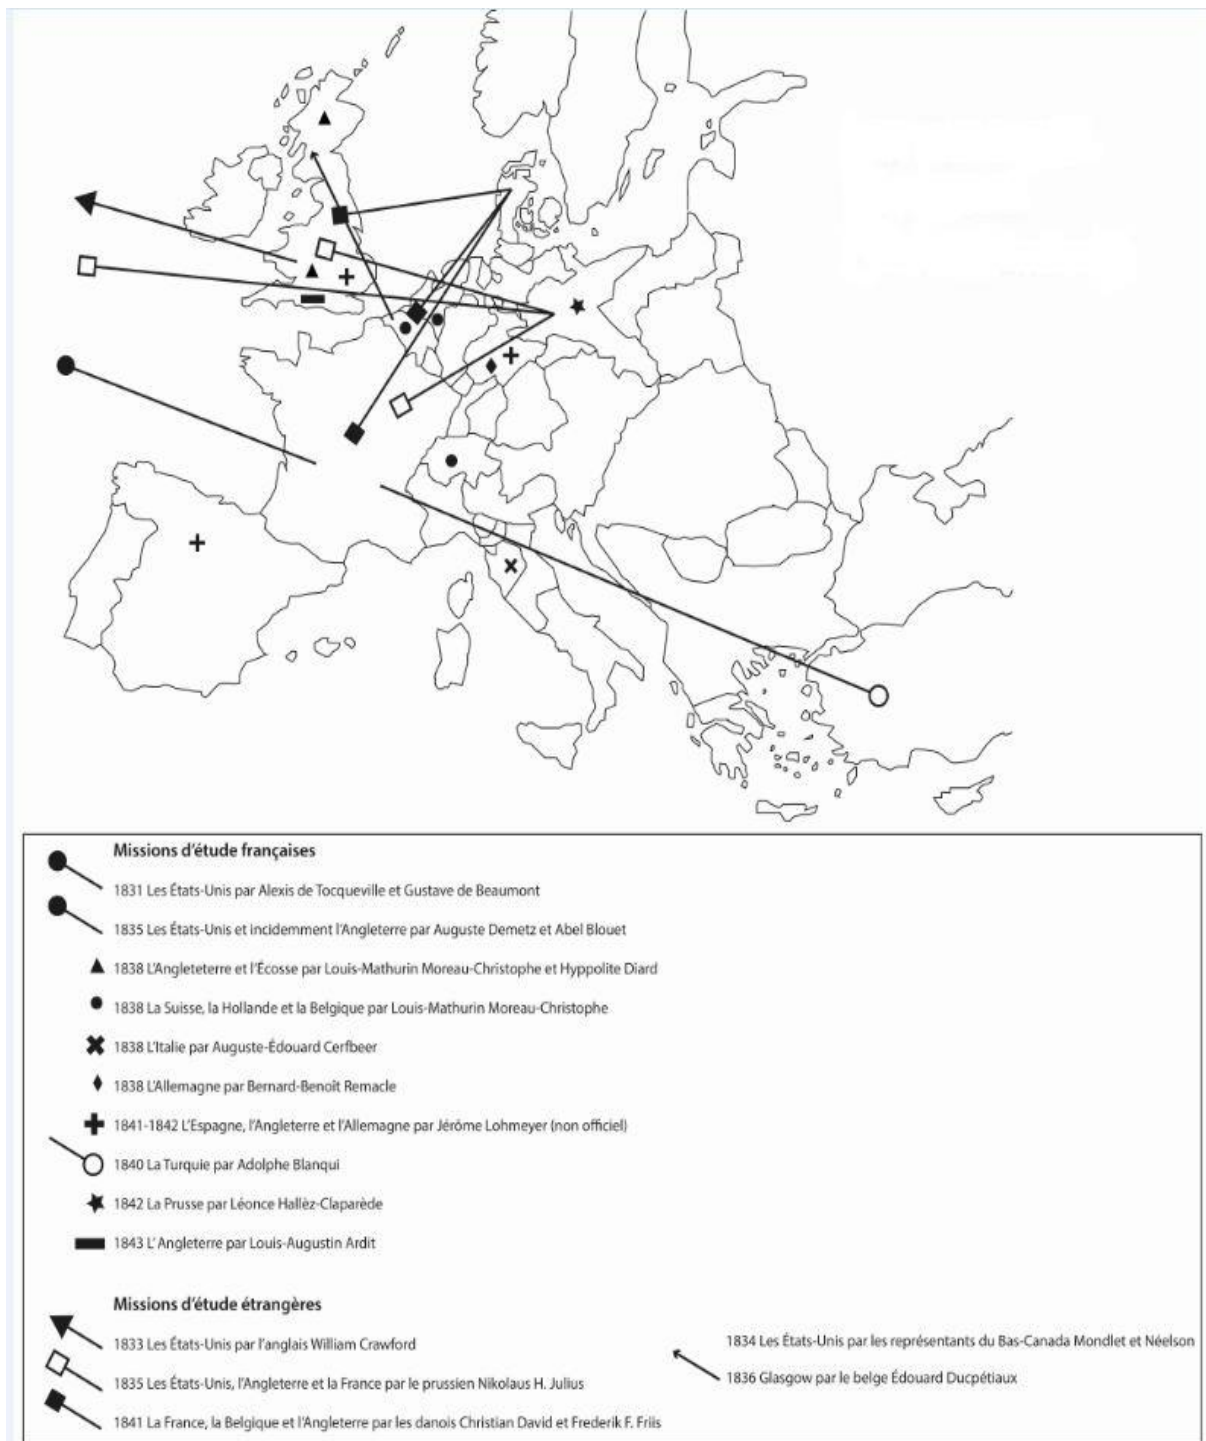 Missions d'étude françaises
1831 Les États-Unis par Alexis de Tocqueville et Gustave de Beaumont
1835 Les États-Unis et incidemment l'Angleterre par Auguste Demetz et Abel Blouet
1838 L'Angleteterre et l'Écosse par Louis-Mathurin Moreau-Christophe et Hyppolite Diard
1838 La Suisse, la Hollande et la Belgique par Louis-Mathurin Moreau-Christophe
1838 L'Italie par Auguste-Édouard Cerfbeer
1838 L'Allemagne par Bernard-Benoît Remacle
1841-1842 L'Espagne, l'Angleterre et l'Allemagne par Jérôme Lohmeyer (non officiel)
1840 La Turquie par Adolphe Blanqui
1842 La Prusse par Léonce Hallèz-Claparède
1843 L' Angleterre par Louis-Augustin Ardit
Missions d'étude étrangères
1833 Les États-Unis par l'anglais William Crawford
1835 Les États-Unis, l'Angleterre et la France par le prussien Nikolaus H. Julius
1841 La France, la Belgique et l'Angleterre par les danois Christian David et Frederik F. Friis
1834 Les États-Unis par les représentants du Bas-Canada Mondlet et Néelson
1836 Glasgow par le belge Édouard Ducpétiaux